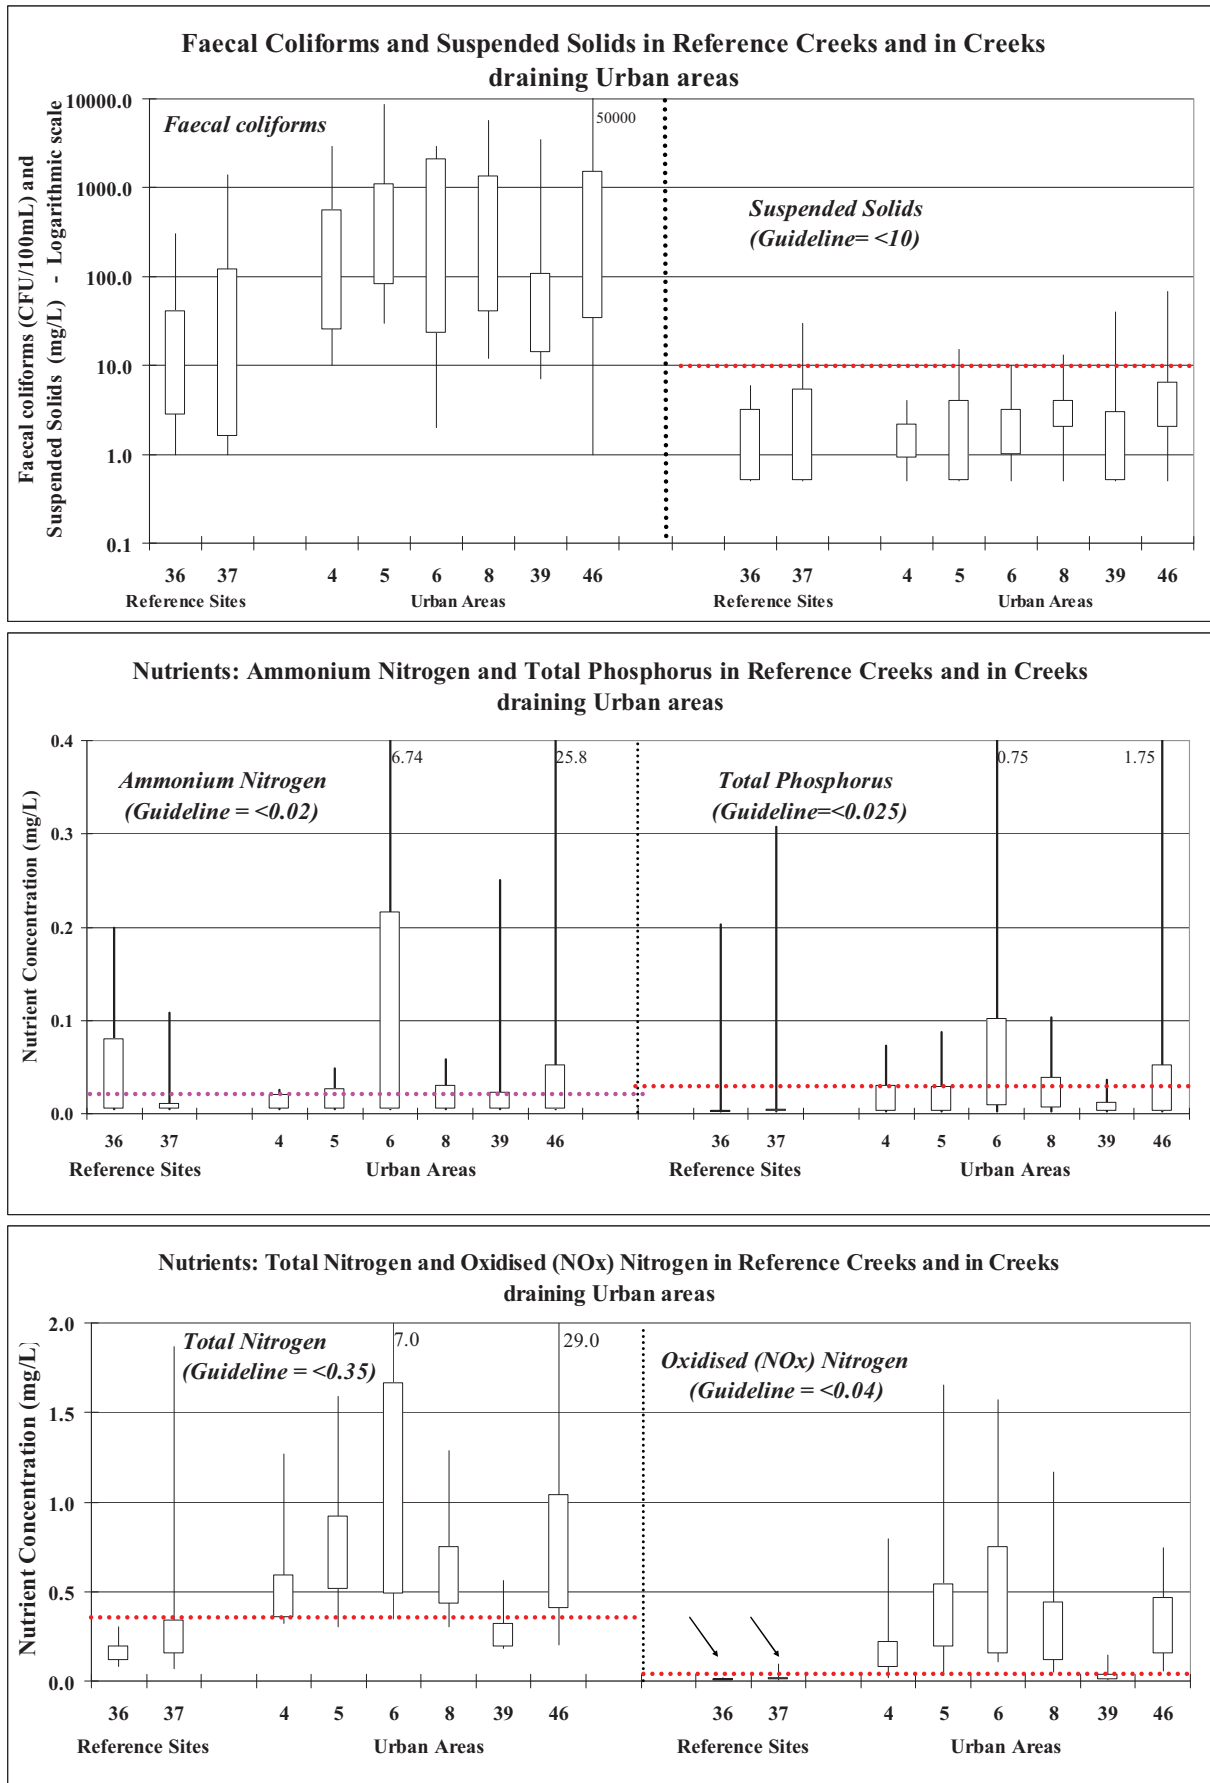 Faecal Coliforms and Suspended Solids in Reference Creeks and in Creeks
draining Urban areas
Faecal coliforms (CFU/100mL) and
Suspended Solids (mg/L) - Logarithmic scale
10000.0
1000.0
100.0
10.0
1.0
0.1
Faecal coliforms
50000
Suspended Solids
(Guideline= <10)
36 37 4 5 6 8 39 46 36 37 4 5 6 8 39 46
Reference Sites Urban Areas Reference Sites Urban Areas
Nutrients: Ammonium Nitrogen and Total Phosphorus in Reference Creeks and in Creeks
draining Urban areas
Nutrient Concentration (mg/L)
0.4
0.3
0.2
0.1
0.0
6.74 25.8 0.75 1.75
Ammonium Nitrogen
(Guideline = <0.02)
Total Phosphorus
(Guideline=<0.025)
36 37 4 5 6 8 39 46 36 37 4 5 6 8 39 46
Reference Sites Urban Areas Reference Sites Urban Areas
Nutrients: Total Nitrogen and Oxidised (NOx) Nitrogen in Reference Creeks and in Creeks
draining Urban areas
Nutrient Concentration (mg/L)
2.0
1.5
1.0
0.5
0.0
Total Nitrogen
(Guideline = <0.35)
7.0 29.0
Oxidised (NOx) Nitrogen
(Guideline = <0.04)
36 37 4 5 6 8 39 46 36 37 4 5 6 8 39 46
Reference Sites Urban Areas Reference Sites Urban Areas